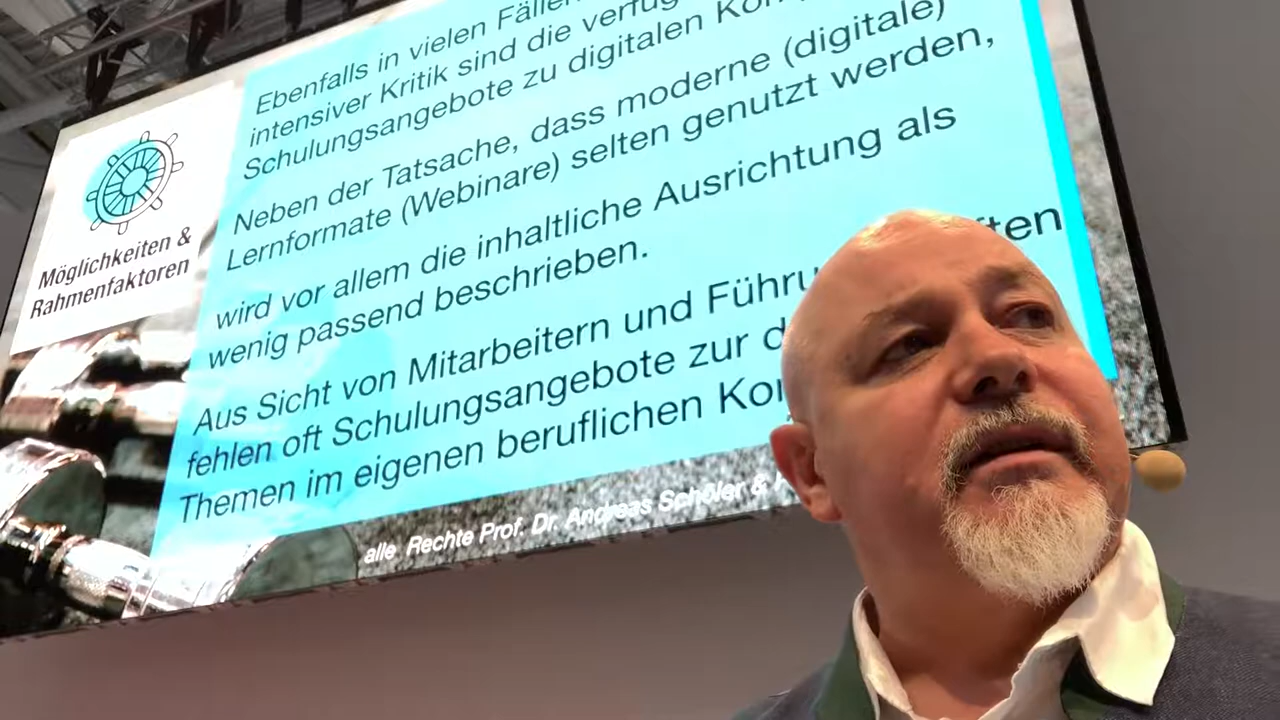 Möglichkeiten &
Rahmenfaktoren
Ebenfalls in vielen Fällen
intensiver Kritik sind die
Schulungsangebote zu digitalen
Neben der Tatsache, dass moderne (digitale)
Lernformate (Webinare) selten genutzt werden,
wird vor allem die inhaltliche Ausrichtung als
wenig passend beschrieben.
Aus Sicht von Mitarbeitern und
fehlen oft Schulungsangebote zur
Themen im eigenen beruflichen
alle Rechte Prof. Dr. Andreas Schöler &